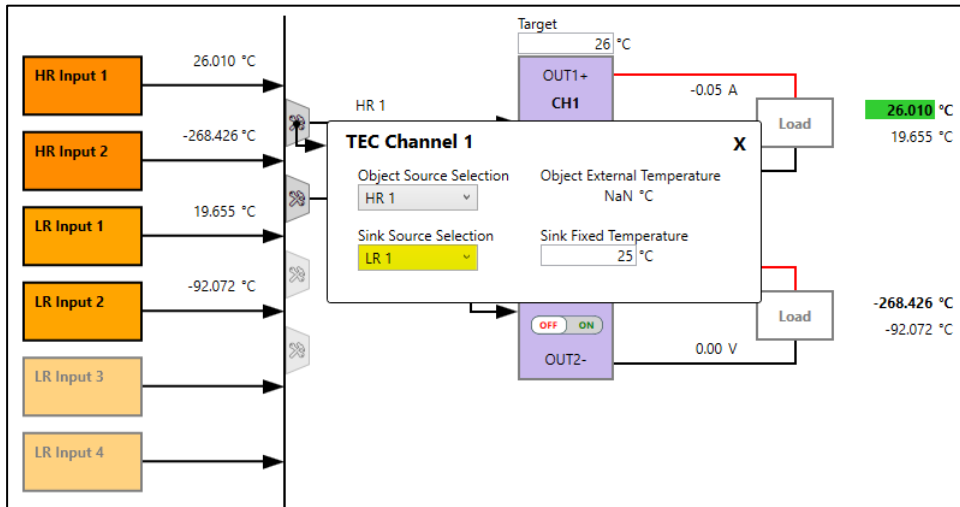 Target
26 °C
HR Input 1
26.010 °C
OUT1+
CH1
-0.05 A
HR 1
Load
26.010 °C
19.655 °C
HR Input 2
-268.426 °C
TEC Channel 1
X
Object Source Selection
HR 1
Object External Temperature
NaN °C
Sink Source Selection
LR 1
Sink Fixed Temperature
25 °C
LR Input 1
19.655 °C
LR Input 2
-92.072 °C
OFF ON
OUT2-
0.00 V
Load
-268.426 °C
-92.072 °C
LR Input 3
LR Input 4